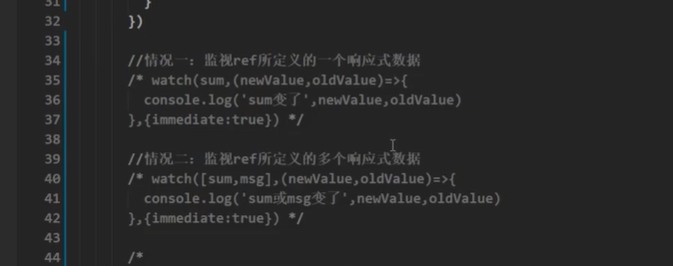 31 }
32 })
33
34 //情况一：监视ref所定义的一个响应式数据
35 /* watch(sum,(newValue,oldValue)=>{
36 console.log('sum变了',newValue,oldValue)
37 },{immediate:true}) */
38
39 //情况二：监视ref所定义的多个响应式数据
40 /* watch([sum,msg],(newValue,oldValue)=>{
41 console.log('sum或msg变了',newValue,oldValue)
42 },{immediate:true}) */
43
44 /*